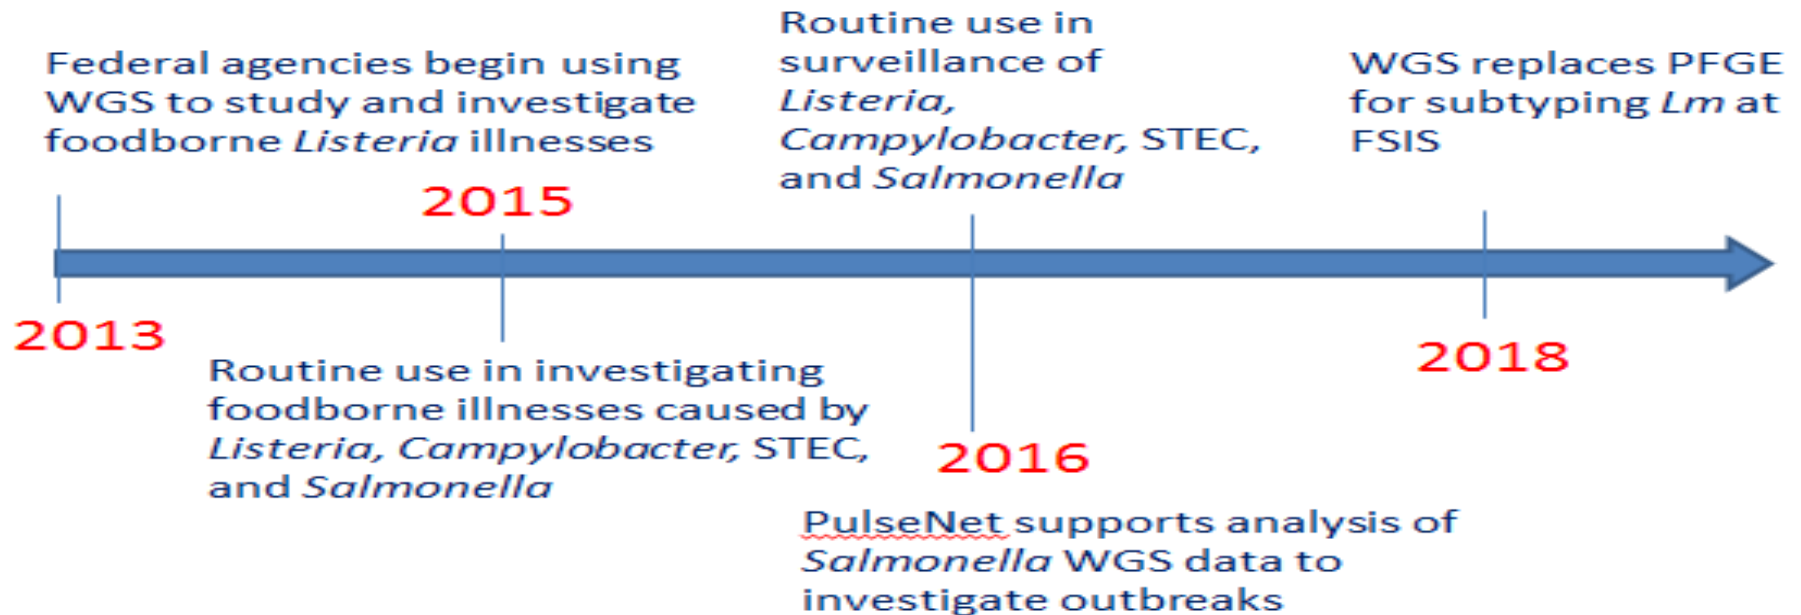 Federal agencies begin using
WGS to study and investigate
foodborne Listeria illnesses
2013
2015
Routine use in investigating
foodborne illnesses caused by
Listeria, Campylobacter, STEC,
and Salmonella
Routine use in
surveillance of
Listeria,
Campylobacter, STEC,
and Salmonella
2016
PulseNet supports analysis of
Salmonella WGS data to
investigate outbreaks
WGS replaces PFGE
for subtyping Lm at
FSIS
2018